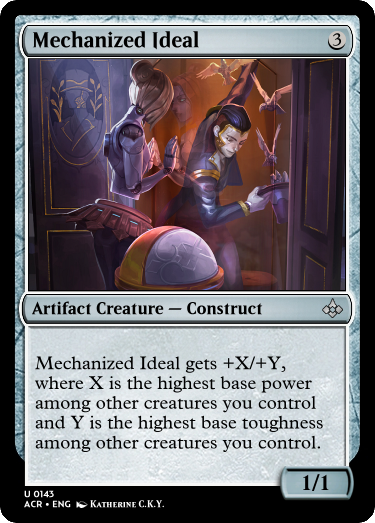 Mechanized Ideal 3
Artifact Creature — Construct
Mechanized Ideal gets +X/+Y,
where X is the highest base power
among other creatures you control
and Y is the highest base toughness
among other creatures you control.
1/1
U 0143
ACR • ENG KATHERINE C.K.Y.